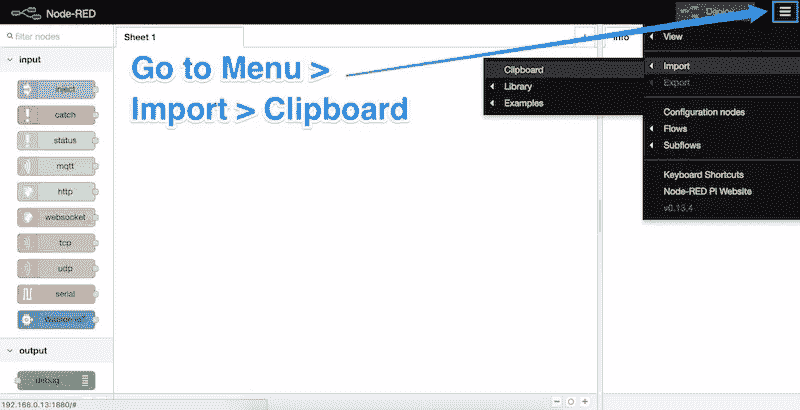 Node-RED
Deploy
filter nodes
Sheet 1
info
input
inject
catch
status
mqtt
http
websocket
tcp
udp
serial
output
debug
Go to Menu >
Import > Clipboard
Clipboard
Library
Examples
View
Import
Export
Configuration nodes
Flows
Subflows
Keyboard Shortcuts
Node-RED Pi Website
v0.13.4
192.168.0.13:1880/#